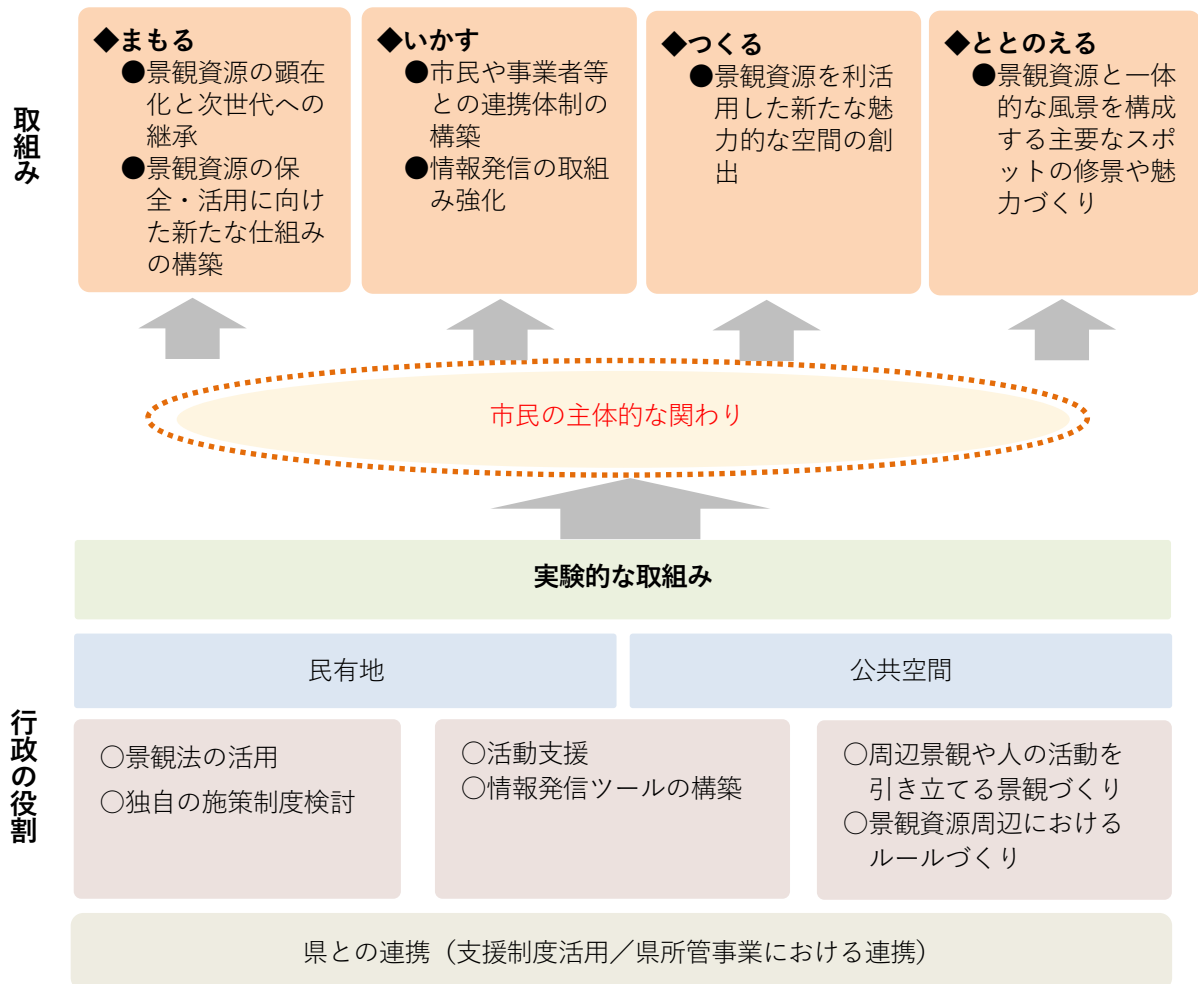 取組み
◆まもる
●景観資源の顕在
化と次世代への
継承
●景観資源の保
全・活用に向け
た新たな仕組み
の構築
◆いかす
●市民や事業者等
との連携体制の
構築
●情報発信の取組
み強化
◆つくる
●景観資源を利活
用した新たな魅
力的な空間の創
出
◆ととのえる
●景観資源と一体
的な風景を構成
する主要なスポ
ットの修景や魅
力づくり
市民の主体的な関わり
実験的な取組み
民有地
公共空間
行政の役割
○景観法の活用
○独自の施策制度検討
○活動支援
○情報発信ツールの構築
○周辺景観や人の活動を
引き立てる景観づくり
○景観資源周辺における
ルールづくり
県との連携（支援制度活用／県所管事業における連携）